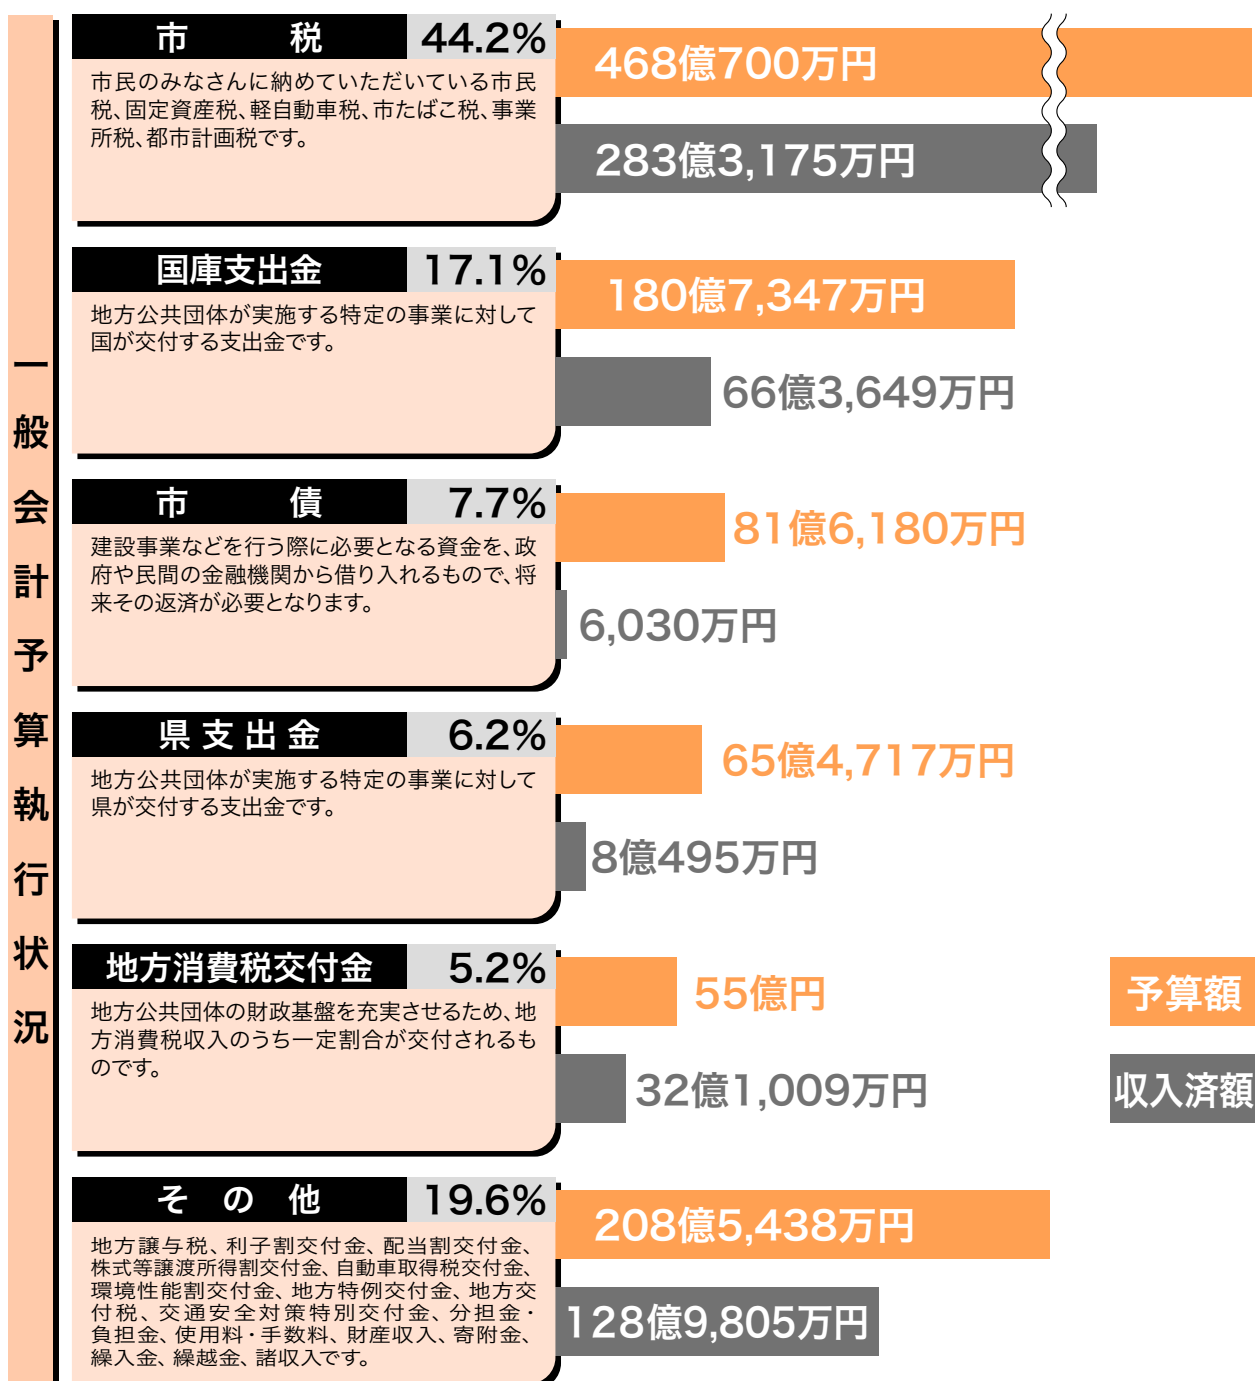 一般会計予算執行状況
市税 44.2%
市民のみなさんに納めていただいている市民
税、固定資産税、軽自動車税、市たばこ税、事業
所税、都市計画税です。
468億700万円
283億3,175万円
国庫支出金 17.1%
地方公共団体が実施する特定の事業に対して
国が交付する支出金です。
180億7,347万円
66億3,649万円
市債 7.7%
建設事業などを行う際に必要となる資金を、政
府や民間の金融機関から借り入れるもので、将
来その返済が必要となります。
81億6,180万円
6,030万円
県支出金 6.2%
地方公共団体が実施する特定の事業に対して
県が交付する支出金です。
65億4,717万円
8億495万円
地方消費税交付金 5.2%
地方公共団体の財政基盤を充実させるため、地
方消費税収入のうち一定割合が交付されるも
のです。
55億円
32億1,009万円
予算額
収入済額
その他 19.6%
地方譲与税、利子割交付金、配当割交付金、
株式等譲渡所得割交付金、自動車取得税交付金、
環境性能割交付金、地方特例交付金、地方交
付税、交通安全対策特別交付金、分担金・
負担金、使用料・手数料、財産収入、寄附金、
繰入金、繰越金、諸収入です。
208億5,438万円
128億9,805万円